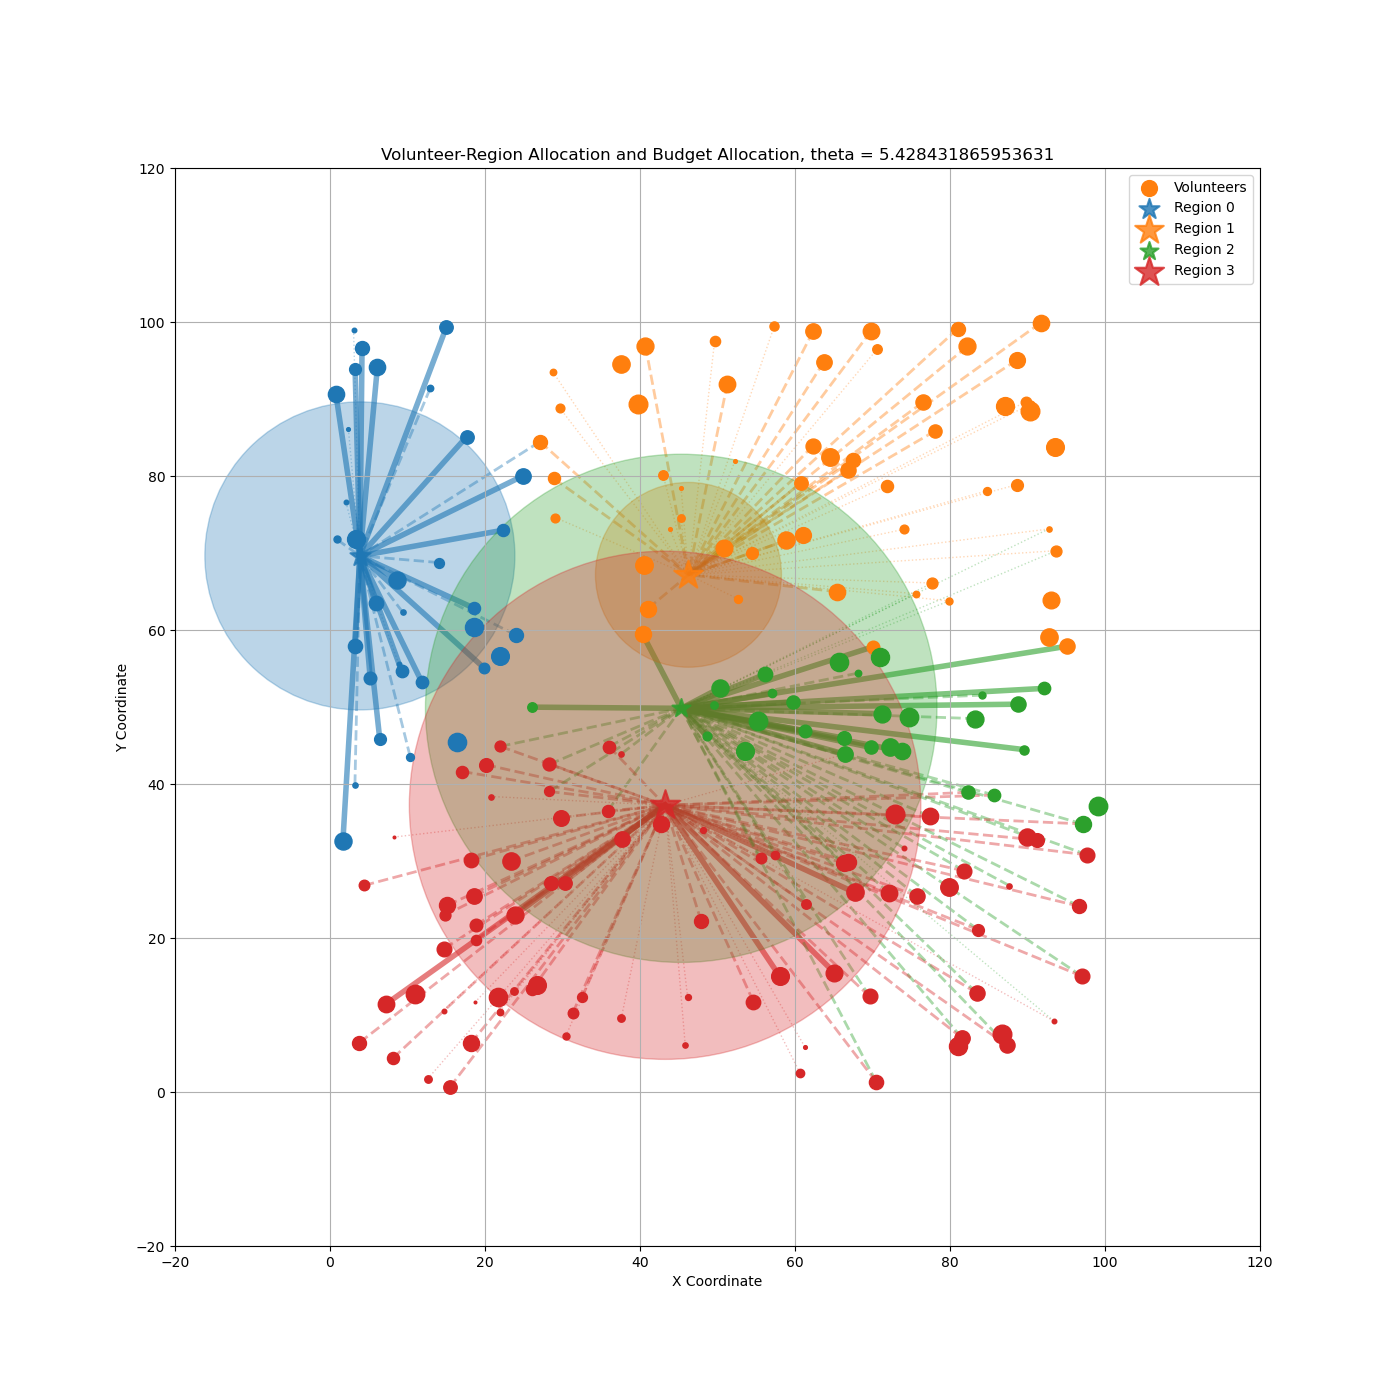 Volunteer-Region Allocation and Budget Allocation, theta = 5.428431865953631
120
100
80
60
40
20
0
−20
Y Coordinate
Volunteers
Region 0
Region 1
Region 2
Region 3
−20 0 20 40 60 80 100 120
X Coordinate